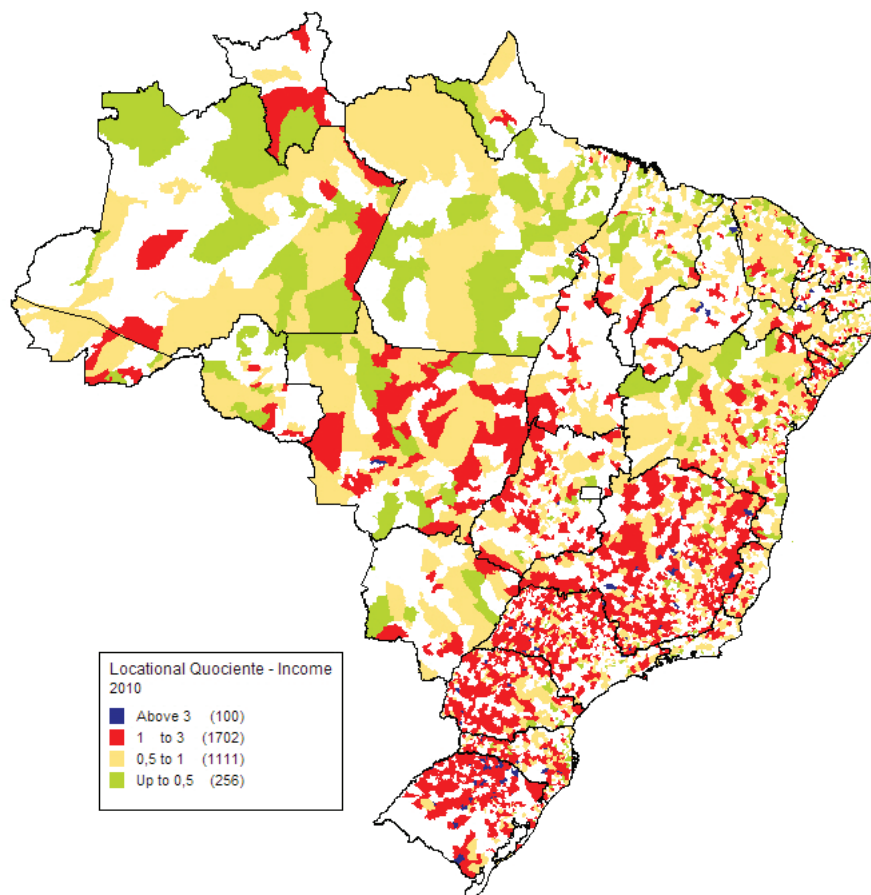 Locational Quociente - Income
2010
Above 3 (100)
1 to 3 (1702)
0,5 to 1 (1111)
Up to 0,5 (256)